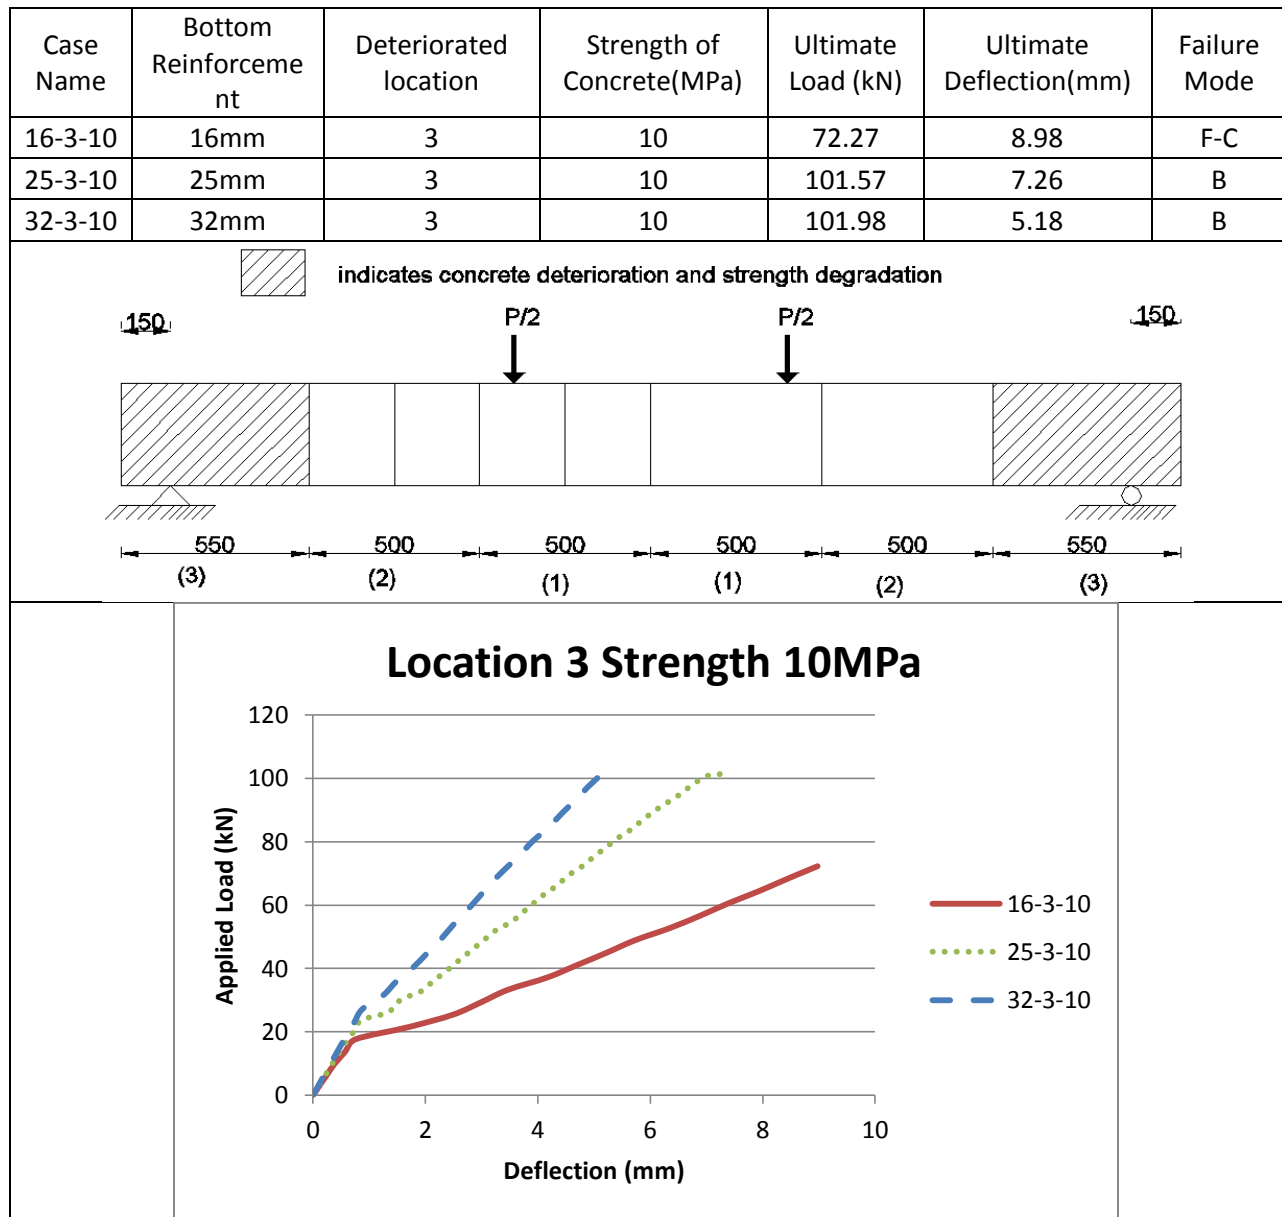 Case Name Bottom Reinforceme nt Deteriorated location Strength of Concrete(MPa) Ultimate Load (kN) Ultimate Deflection(mm) Failure Mode
16-3-10 16mm 3 10 72.27 8.98 F-C
25-3-10 25mm 3 10 101.57 7.26 B
32-3-10 32mm 3 10 101.98 5.18 B
indicates concrete deterioration and strength degradation
150 P/2 P/2 150
550 500 500 500 500 550
(3) (2) (1) (1) (2) (3)
Location 3 Strength 10MPa
120
100
80
60
40
20
0
Applied Load (kN)
0 2 4 6 8 10
Deflection (mm)
16-3-10
25-3-10
32-3-10